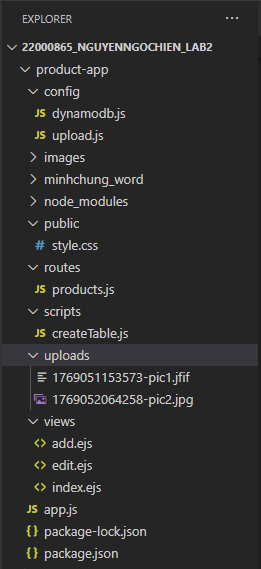 EXPLORER
22000865_NGUYENNGOCHIEN_LAB2
product-app
config
JS dynamodb.js
JS upload.js
images
minhchung_word
node_modules
public
# style.css
routes
JS products.js
scripts
JS createTable.js
uploads
1769051153573-pic1.jfif
1769052064258-pic2.jpg
views
<> add.ejs
<> edit.ejs
<> index.ejs
JS app.js
{} package-lock.json
{} package.json